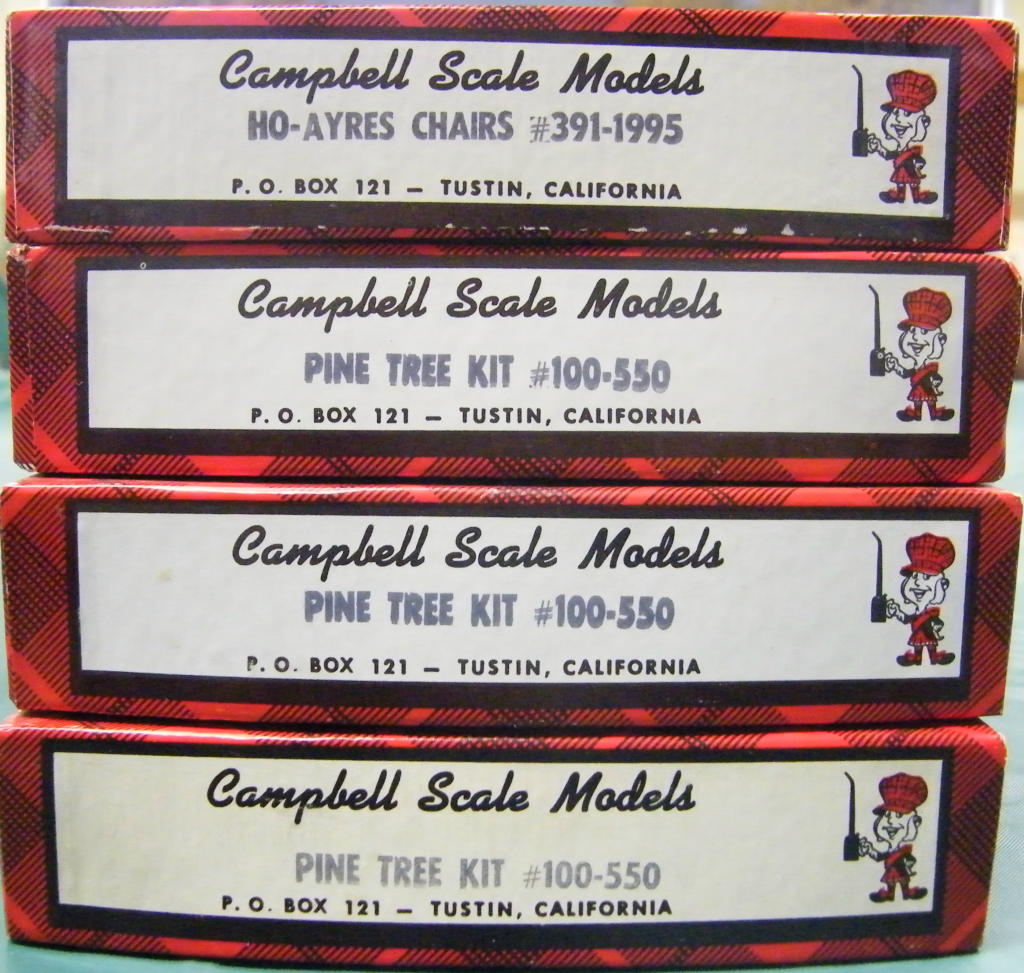 Campbell Scale Models
HO-AYRES CHAIRS #391-1995
P. O. BOX 121 — TUSTIN, CALIFORNIA
Campbell Scale Models
PINE TREE KIT #100-550
P. O. BOX 121 — TUSTIN, CALIFORNIA
Campbell Scale Models
PINE TREE KIT #100-550
P. O. BOX 121 — TUSTIN, CALIFORNIA
Campbell Scale Models
PINE TREE KIT #100-550
P. O. BOX 121 — TUSTIN, CALIFORNIA